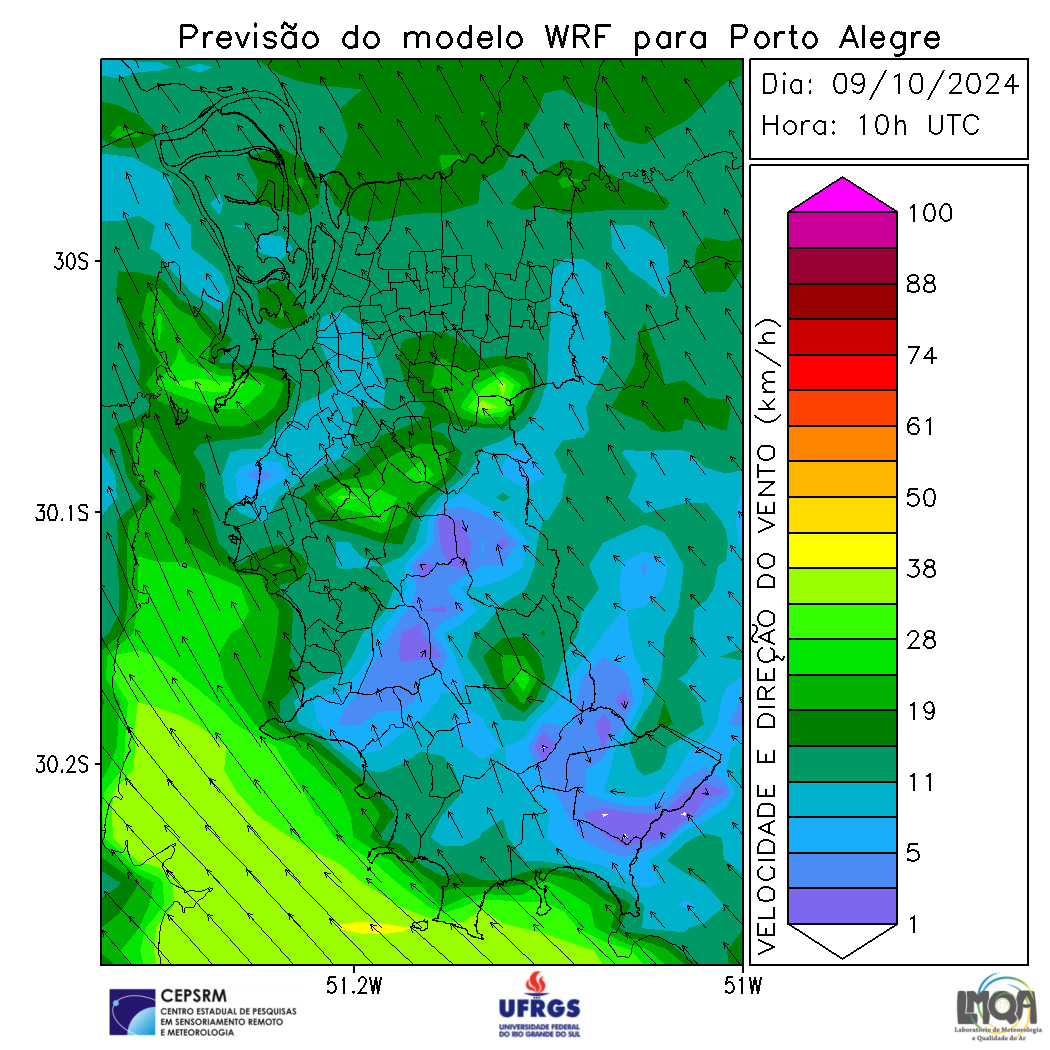 Previsão do modelo WRF para Porto Alegre
Dia: 09/10/2024
Hora: 10h UTC
30S
30.1S
30.2S
51.2W
51W
VELOCIDADE E DIREÇÃO DO VENTO (km/h)
100
88
74
61
50
38
28
19
11
5
1
CEPSRM
CENTRO ESTADUAL DE PESQUISAS
EM SENSORIAMENTO REMOTO
E METEOROLOGIA
UFRGS
UNIVERSIDADE FEDERAL
DO RIO GRANDE DO SUL
LMQA
Laboratório de Meteorologia
e Qualidade do Ar